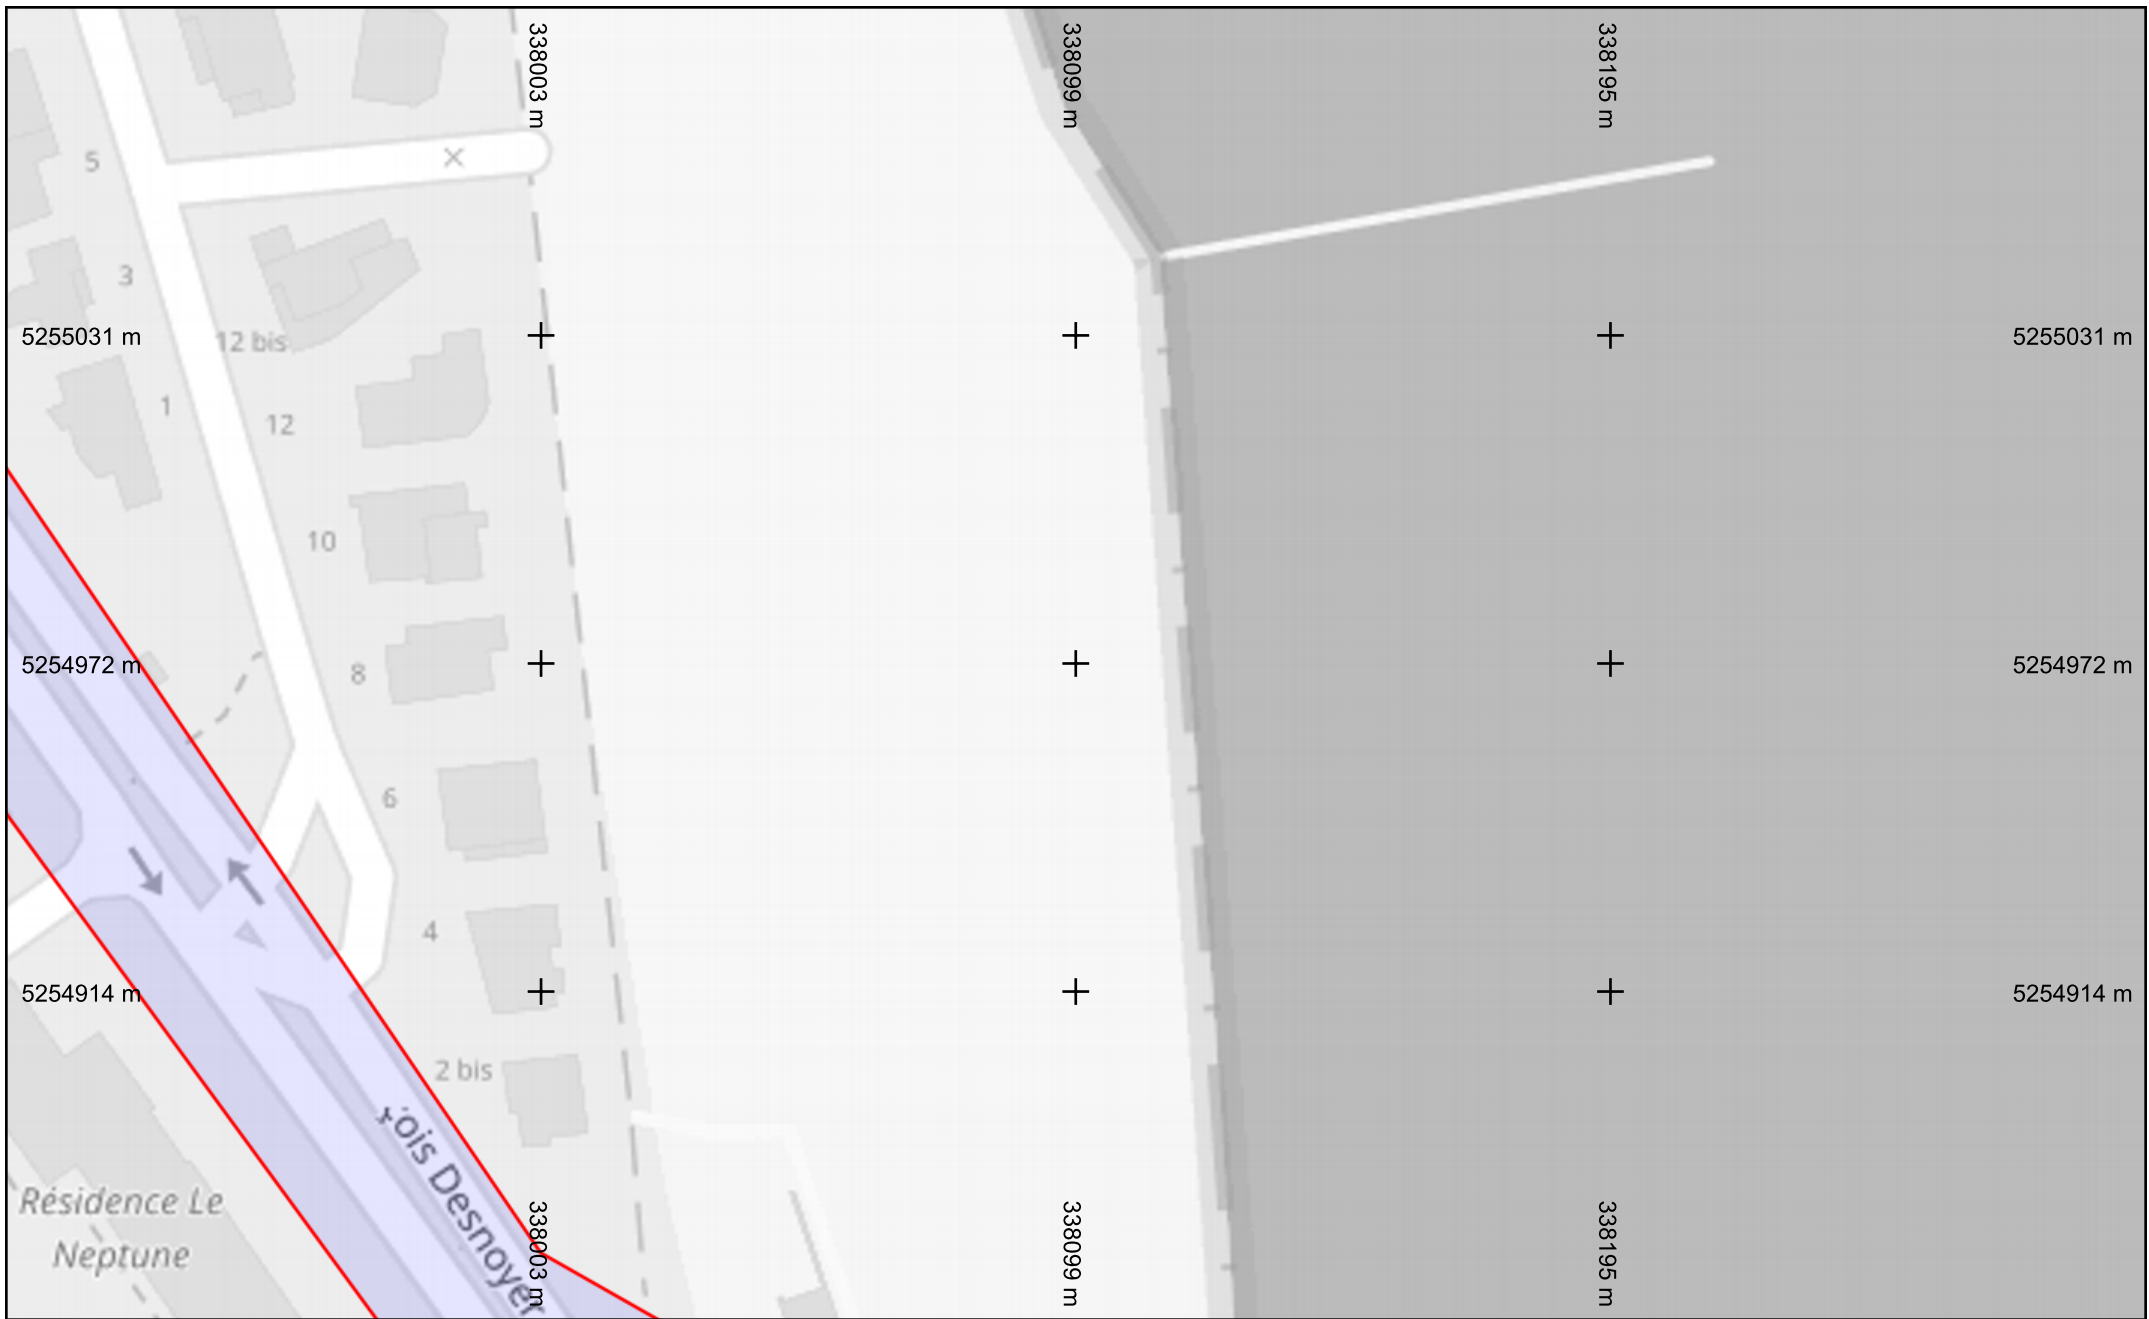 338003 m
338099 m
338195 m
5
3
12 bis
5255031 m
5255031 m
1
12
10
8
5254972 m
5254972 m
6
4
5254914 m
5254914 m
2 bis
ois Desnoyer
Résidence Le
Neptune
338003 m
338099 m
338195 m